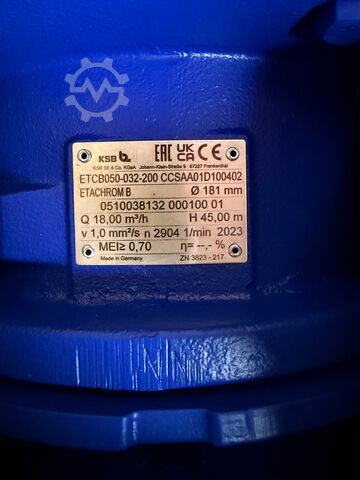 KSB EAC UK CA CE
KSB SE & Co. KGaA Johann-Klein-Straße 9 67227 Frankenthal
ETCB050-032-200 CCSAA01D100402
ETACHROM B Ø 181 mm
0510038132 000100 01
Q 18,00 m³/h H 45,00 m
ν 1,0 mm²/s n 2904 1/min 2023
MEI≥ 0,70 η= --,- %
Made in Germany ZN 3823 - 217
NN